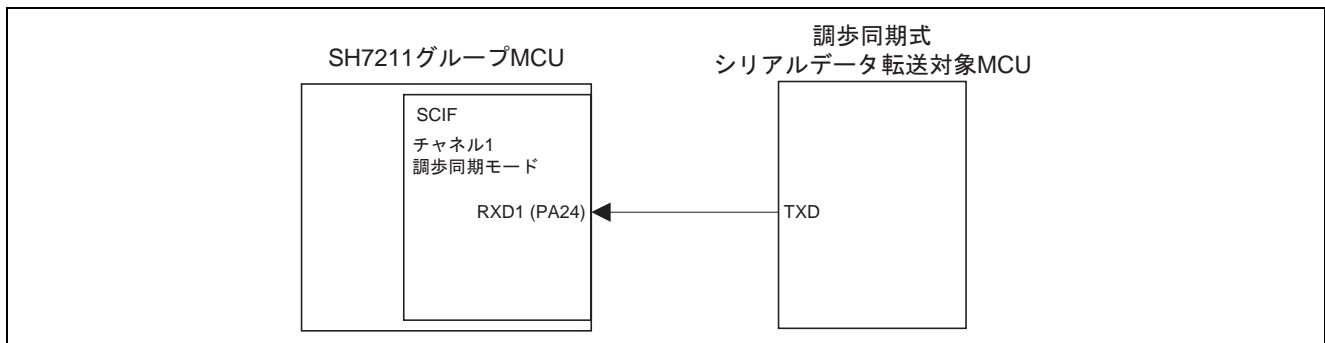 SH7211グループMCU
調歩同期式
シリアルデータ転送対象MCU
SCIF
チャネル1
調歩同期モード
RXD1 (PA24)
TXD